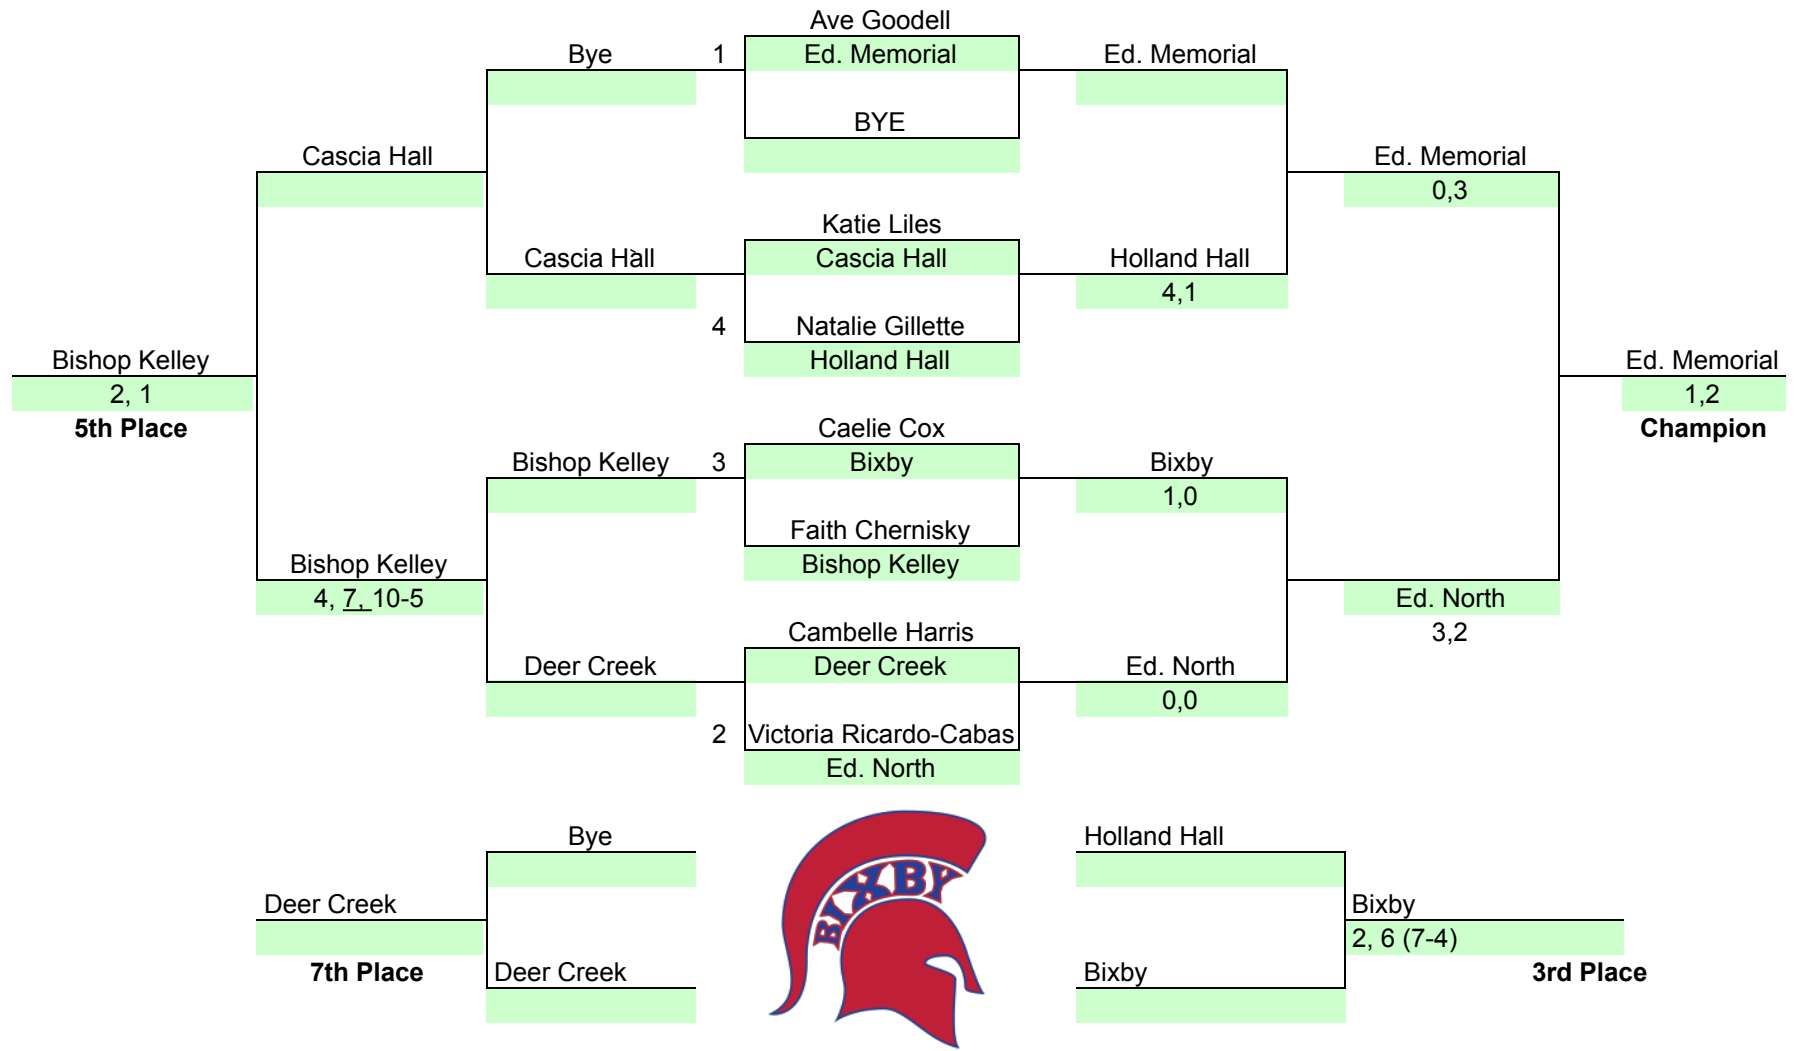 Ave Goodell
Bye 1 Ed. Memorial Ed. Memorial
BYE
Cascia Hall Ed. Memorial
0,3
Katie Liles
Cascia Hall Cascia Hall Holland Hall
4,1
4 Natalie Gillette
Bishop Kelley Holland Hall Ed. Memorial
2, 1 1,2
5th Place Caelie Cox Champion
Bishop Kelley 3 Bixby Bixby
1,0
Faith Chernisky
Bishop Kelley Bishop Kelley
4, 7, 10-5 Ed. North
Cambelle Harris 3,2
Deer Creek Deer Creek Ed. North
0,0
2 Victoria Ricardo-Cabas
Ed. North
Bye Holland Hall
BIXBY
Deer Creek Bixby
2, 6 (7-4)
7th Place Deer Creek Bixby 3rd Place